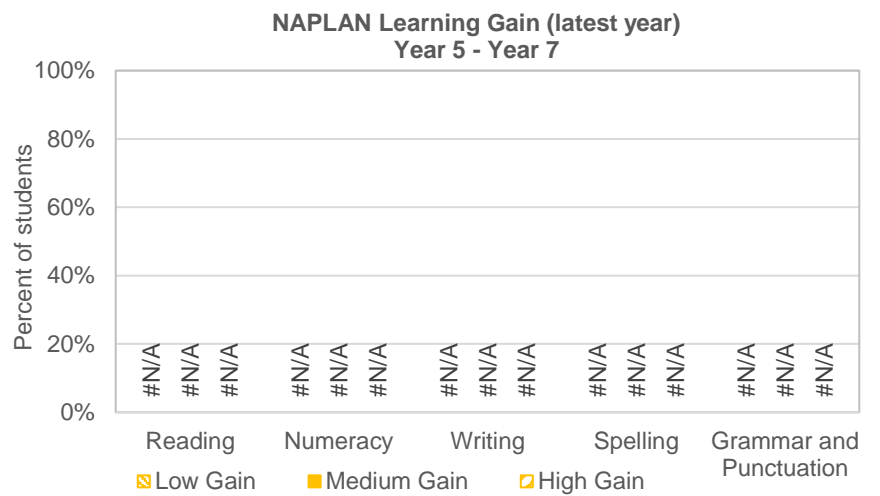 NAPLAN Learning Gain (latest year)
Year 5 - Year 7
Percent of students
100%
80%
60%
40%
20%
0%
#N/A #N/A #N/A #N/A #N/A #N/A #N/A #N/A #N/A #N/A #N/A #N/A #N/A #N/A #N/A
Reading Numeracy Writing Spelling Grammar and
Punctuation
Low Gain Medium Gain High Gain